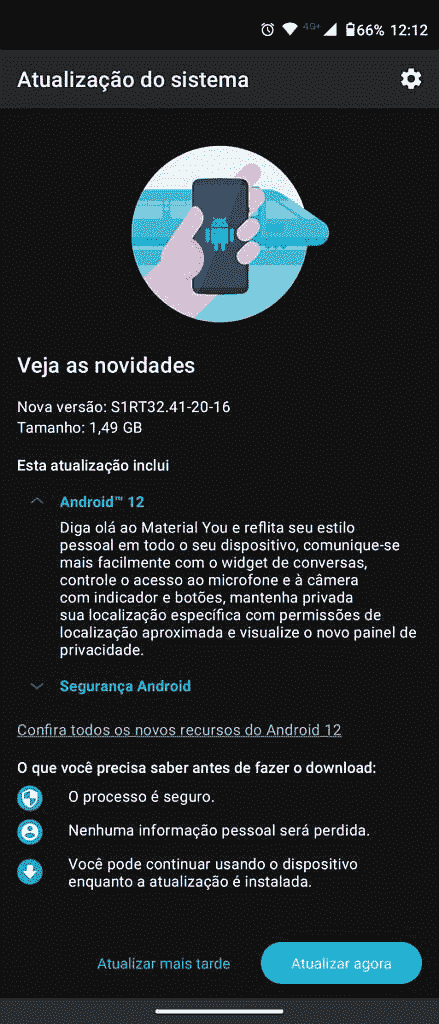 4G+ 66% 12:12
Atualização do sistema
Veja as novidades
Nova versão: S1RT32.41-20-16
Tamanho: 1,49 GB
Esta atualização inclui
Android™ 12
Diga olá ao Material You e reflita seu estilo
pessoal em todo o seu dispositivo, comunique-se
mais facilmente com o widget de conversas,
controle o acesso ao microfone e à câmera
com indicador e botões, mantenha privada
sua localização específica com permissões de
localização aproximada e visualize o novo painel de
privacidade.
Segurança Android
Confira todos os novos recursos do Android 12
O que você precisa saber antes de fazer o download:
O processo é seguro.
Nenhuma informação pessoal será perdida.
Você pode continuar usando o dispositivo
enquanto a atualização é instalada.
Atualizar mais tarde
Atualizar agora